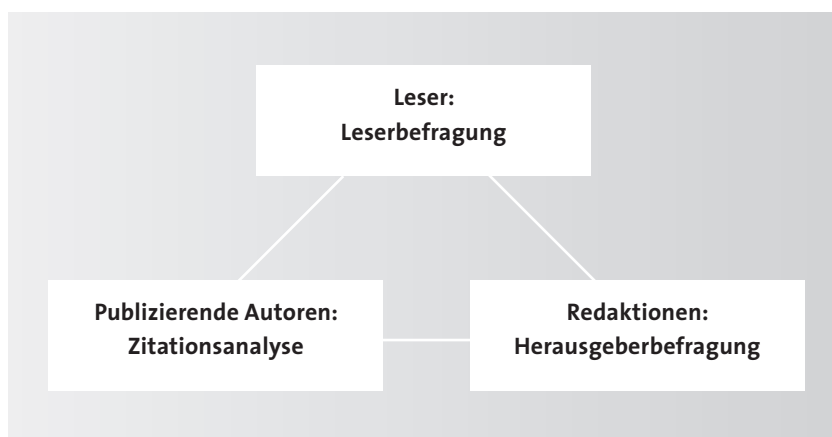 Leser:
Leserbefragung
Publizierende Autoren:
Zitationsanalyse
Redaktionen:
Herausgeberbefragung